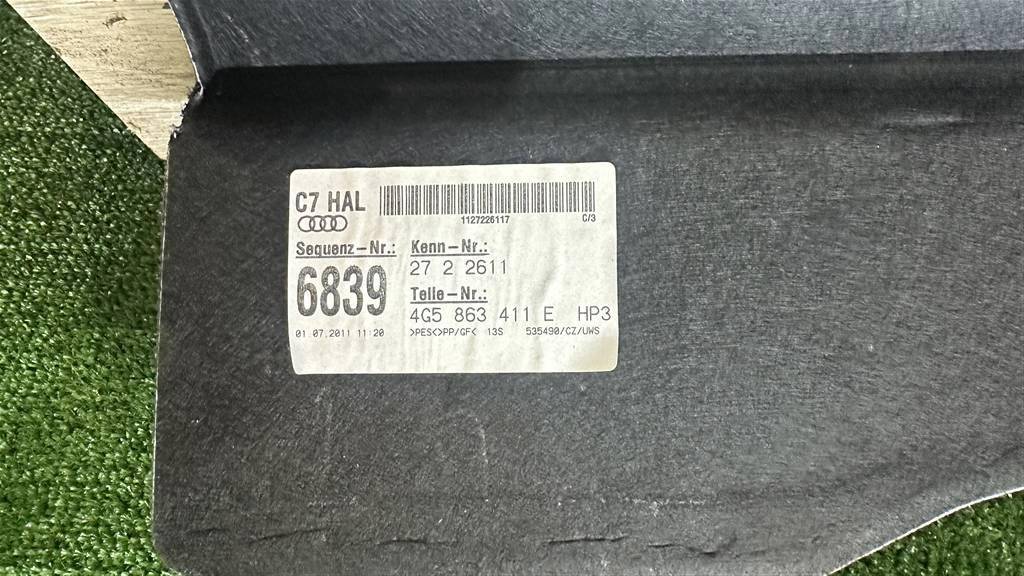 C7 HAL
1127226117 C/3
Sequenz-Nr.: Kenn-Nr.:
6839 27 2 2611
Teile-Nr.:
4G5 863 411 E HP3
01.07.2011 11:20 >PES<>PP/GF< 13S 535490/CZ/UWS